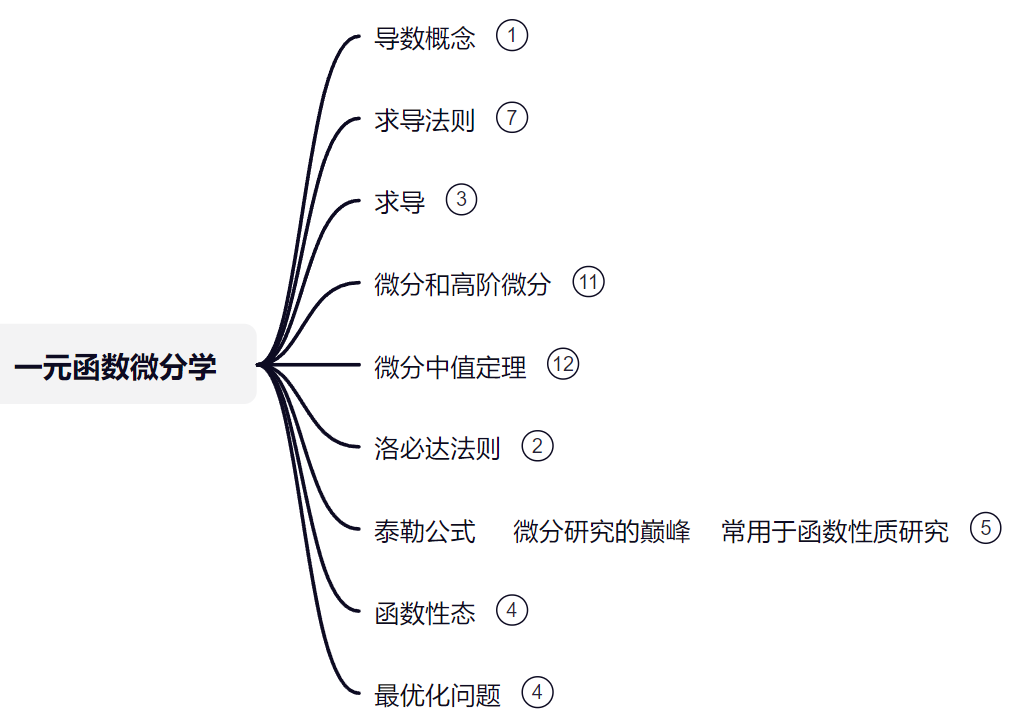 导数概念 1
求导法则 7
求导 3
微分和高阶微分 11
一元函数微分学
微分中值定理 12
洛必达法则 2
泰勒公式 微分研究的巅峰 常用于函数性质研究 5
函数性态 4
最优化问题 4